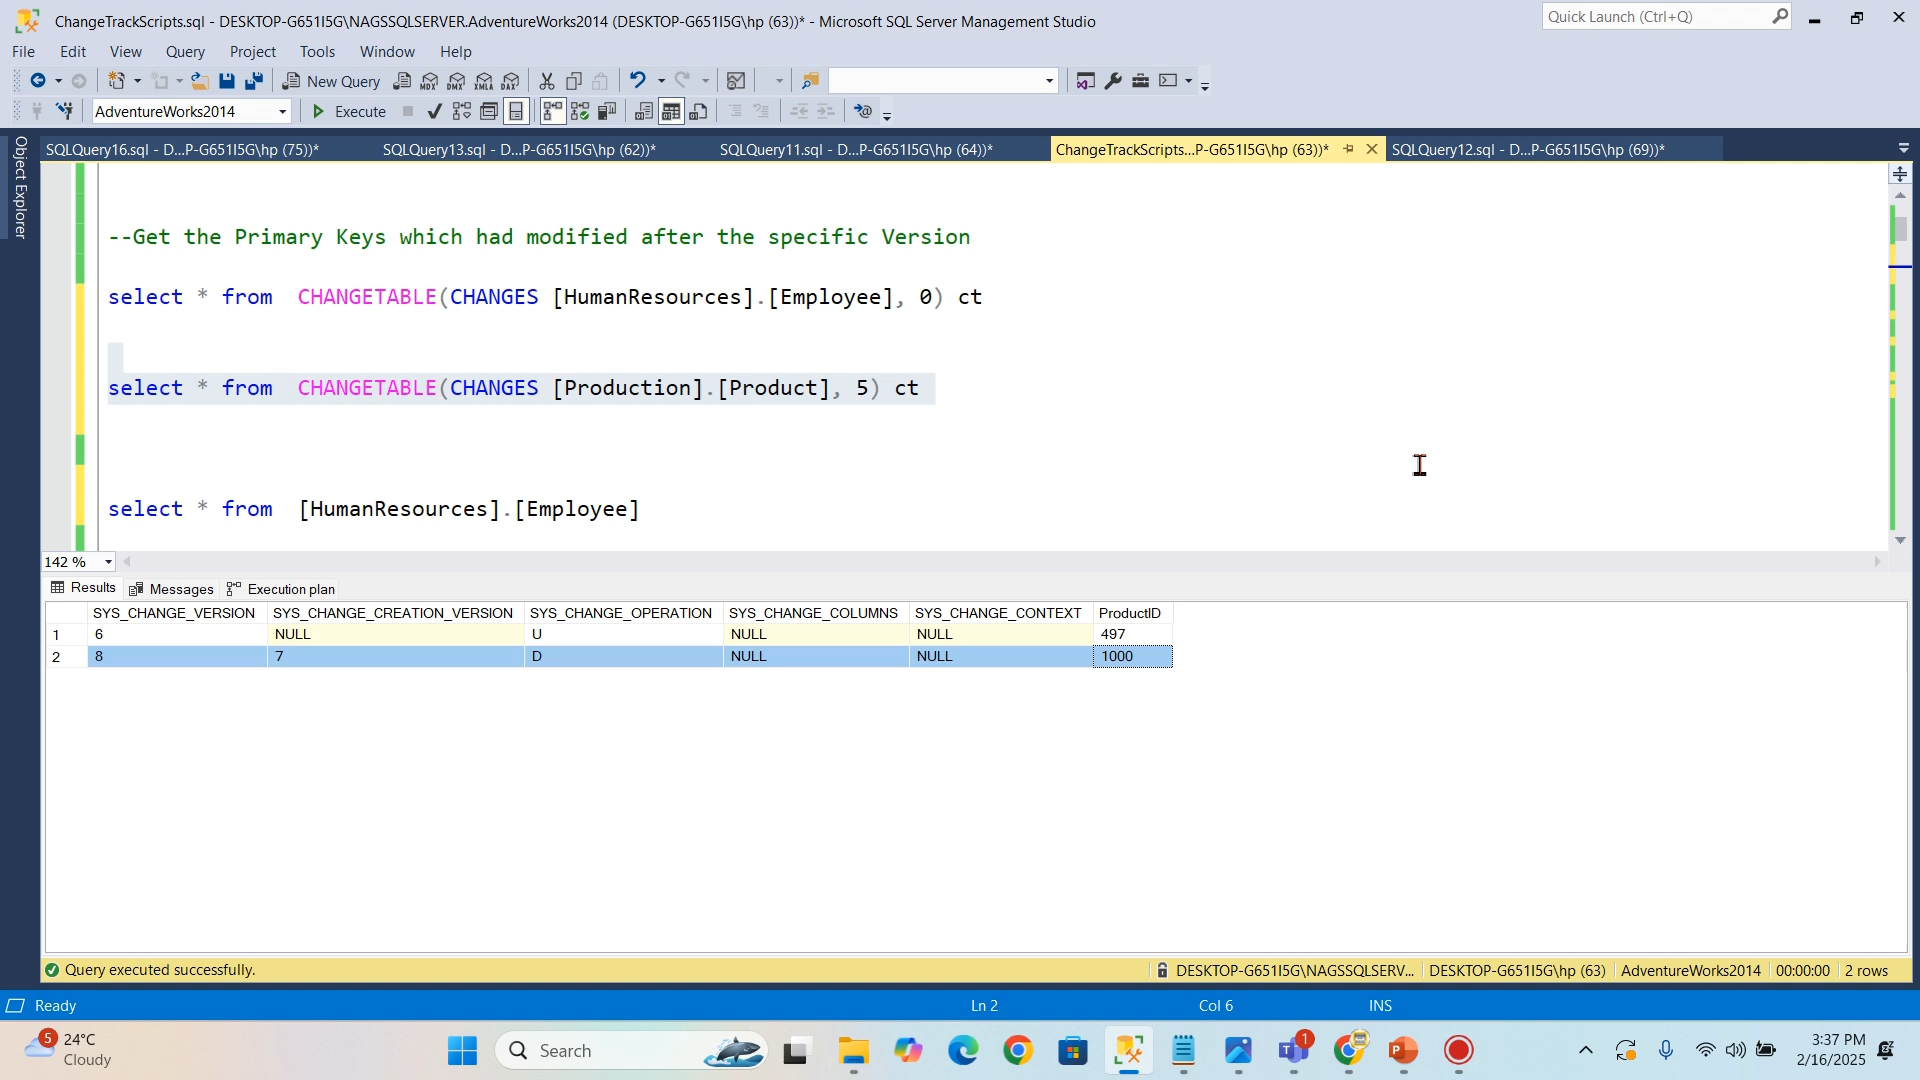 ChangeTrackScripts.sql - DESKTOP-G651I5G\NAGSSQLSERVER.AdventureWorks2014 (DESKTOP-G651I5G\hp (63))* - Microsoft SQL Server Management Studio
Quick Launch (Ctrl+Q)
File Edit View Query Project Tools Window Help
New Query
MDX DMX XMLA DAX
AdventureWorks2014 Execute
Object Explorer
SQLQuery16.sql - D...P-G651I5G\hp (75))* SQLQuery13.sql - D...P-G651I5G\hp (62))* SQLQuery11.sql - D...P-G651I5G\hp (64))* ChangeTrackScripts...P-G651I5G\hp (63))* SQLQuery12.sql - D...P-G651I5G\hp (69))*
--Get the Primary Keys which had modified after the specific Version
select * from CHANGETABLE(CHANGES [HumanResources].[Employee], 0) ct
select * from CHANGETABLE(CHANGES [Production].[Product], 5) ct
select * from [HumanResources].[Employee]
142 %
Results Messages Execution plan
SYS_CHANGE_VERSION SYS_CHANGE_CREATION_VERSION SYS_CHANGE_OPERATION SYS_CHANGE_COLUMNS SYS_CHANGE_CONTEXT ProductID
1 6 NULL U NULL NULL 497
2 8 7 D NULL NULL 1000
Query executed successfully. DESKTOP-G651I5G\NAGSSQLSERV... DESKTOP-G651I5G\hp (63) AdventureWorks2014 00:00:00 2 rows
Ready Ln 2 Col 6 INS
5 24°C
Cloudy
Search
1
3:37 PM
2/16/2025